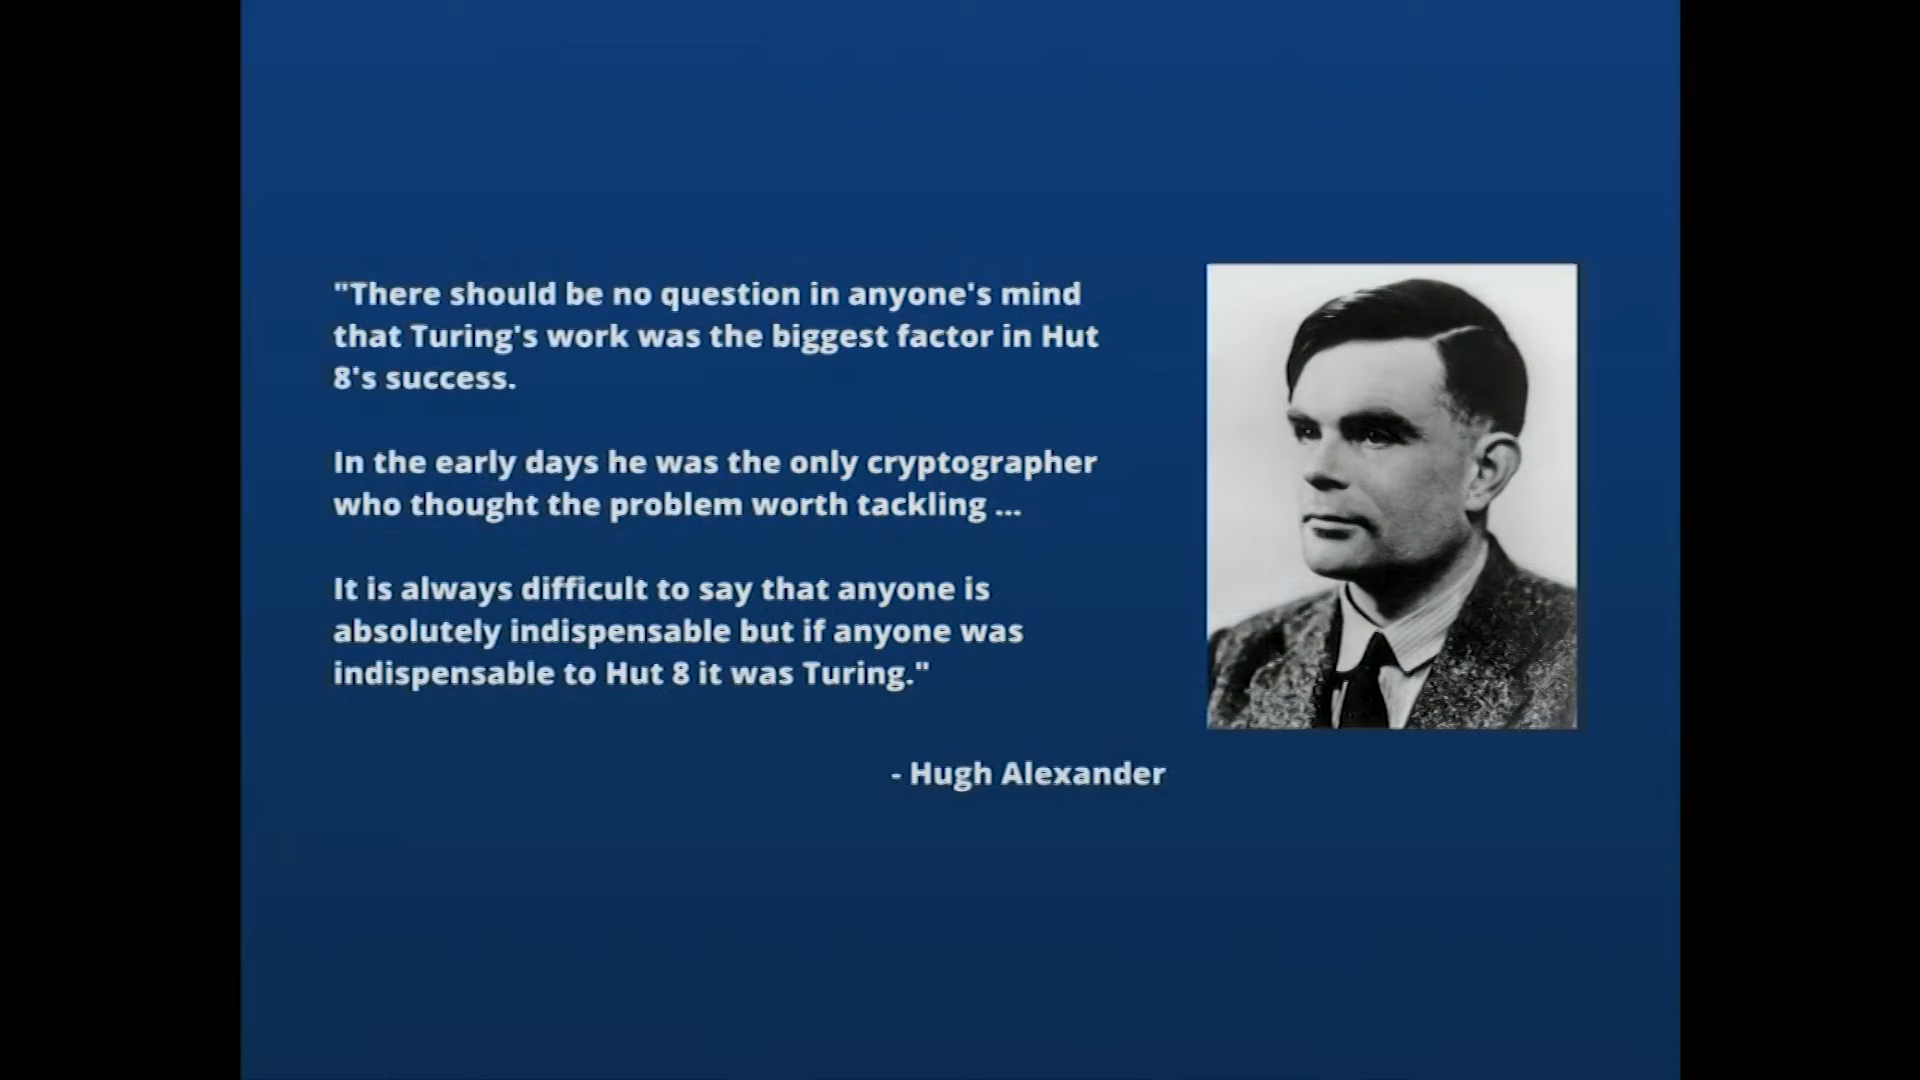 "There should be no question in anyone's mind
that Turing's work was the biggest factor in Hut
8's success.
In the early days he was the only cryptographer
who thought the problem worth tackling ...
It is always difficult to say that anyone is
absolutely indispensable but if anyone was
indispensable to Hut 8 it was Turing."
- Hugh Alexander